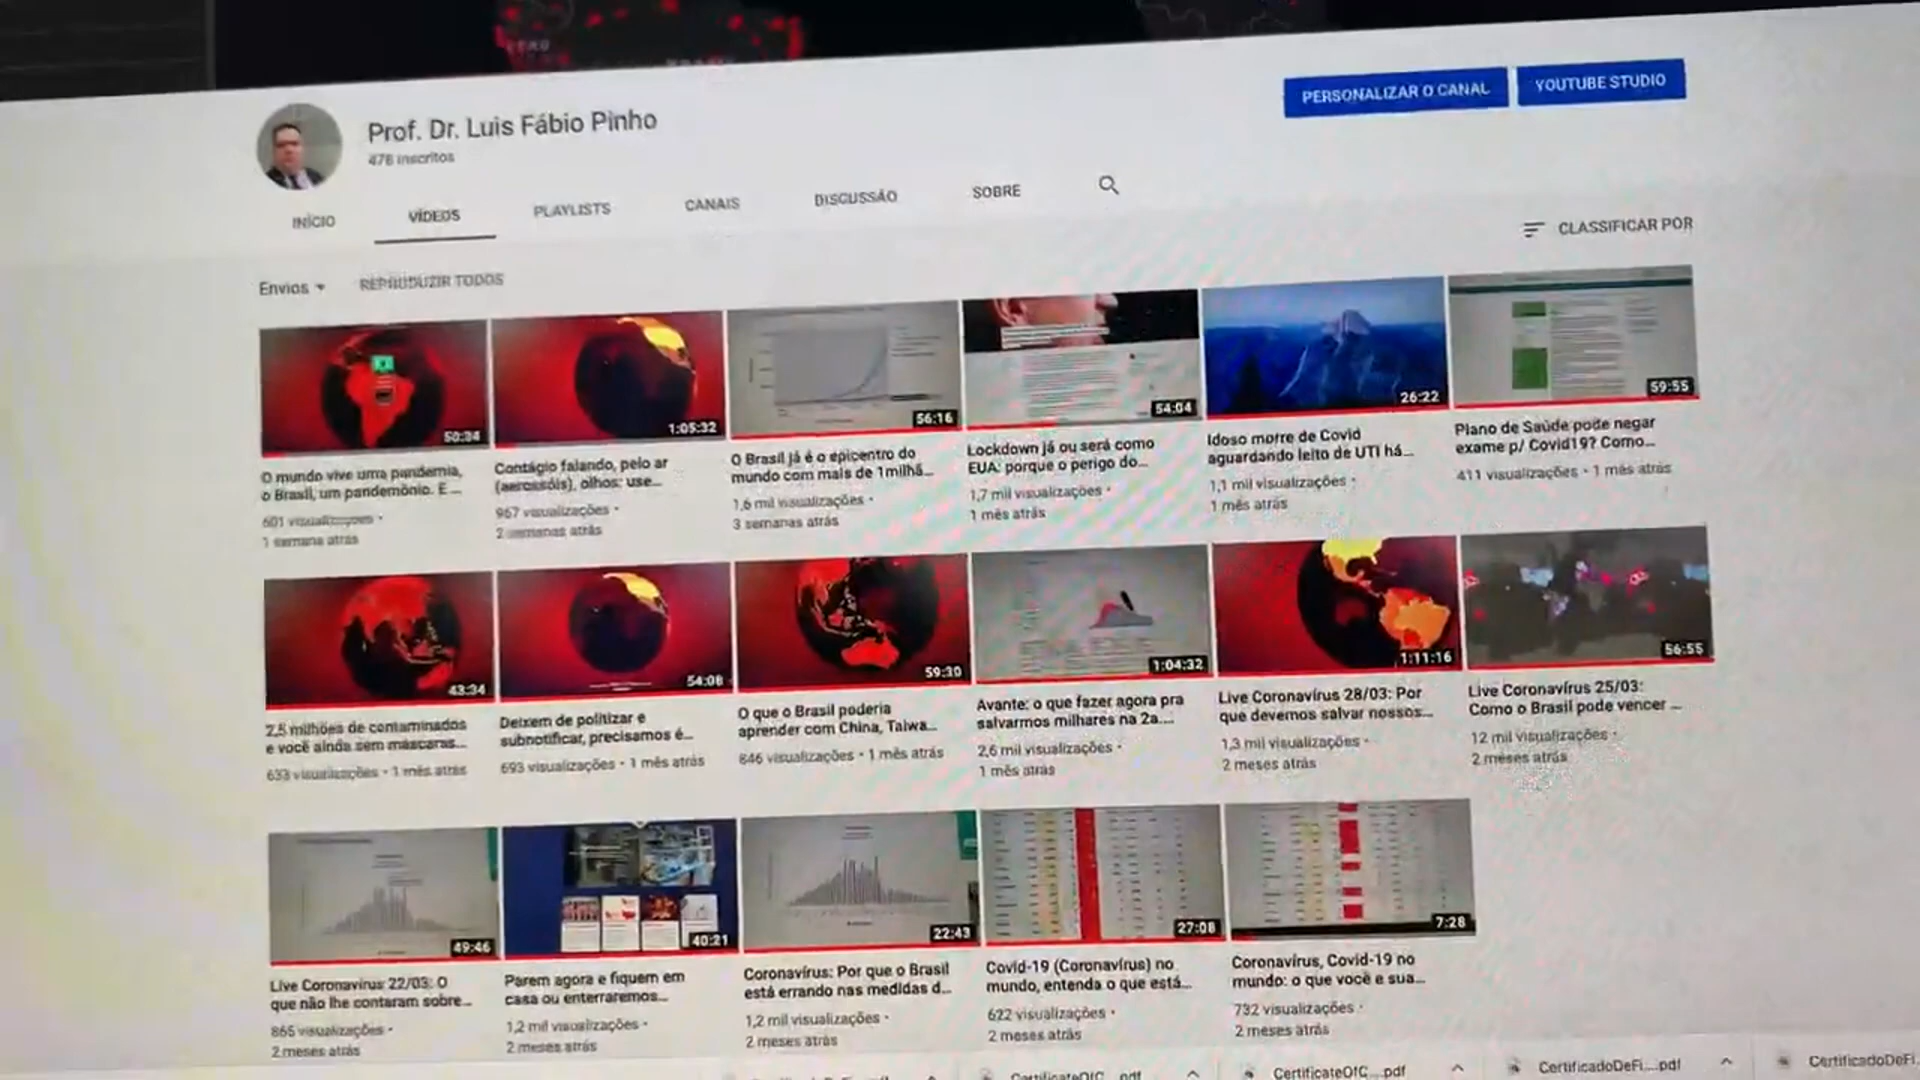 Prof. Dr. Luis Fábio Pinho
476 inscritos
PERSONALIZAR O CANAL
YOUTUBE STUDIO
INÍCIO
VÍDEOS
PLAYLISTS
CANAIS
DISCUSSÃO
SOBRE
CLASSIFICAR POR
Envios
REPRODUZIR TODOS
50:34
1:05:32
56:16
54:04
26:22
59:55
O mundo vive uma pandemia,
o Brasil, um pandemônio. E ...
601 visualizações •
1 semana atrás
Contágio falando, pelo ar
(aerossóis), olhos: use...
967 visualizações •
2 semanas atrás
O Brasil já é o epicentro do
mundo com mais de 1milhã...
1,6 mil visualizações •
3 semanas atrás
Lockdown já ou será como
EUA: porque o perigo do...
1,7 mil visualizações •
1 mês atrás
Idoso morre de Covid
aguardando leito de UTI há...
1,1 mil visualizações •
1 mês atrás
Plano de Saúde pode negar
exame p/ Covid19? Como...
411 visualizações • 1 mês atrás
43:34
54:08
59:30
1:04:32
1:11:16
56:55
2,5 milhões de contaminados
e você ainda sem máscaras...
633 visualizações • 1 mês atrás
Deixem de politizar e
subnotificar, precisamos é...
693 visualizações • 1 mês atrás
O que o Brasil poderia
aprender com China, Taiwa...
846 visualizações • 1 mês atrás
Avante: o que fazer agora pra
salvarmos milhares na 2a....
2,6 mil visualizações •
1 mês atrás
Live Coronavírus 28/03: Por
que devemos salvar nossos...
1,3 mil visualizações •
2 meses atrás
Live Coronavírus 25/03:
Como o Brasil pode vencer ...
12 mil visualizações •
2 meses atrás
49:46
40:21
22:43
27:08
7:28
Live Coronavírus 22/03: O
que não lhe contaram sobre...
865 visualizações •
2 meses atrás
Parem agora e fiquem em
casa ou enterraremos...
1,2 mil visualizações •
2 meses atrás
Coronavírus: Por que o Brasil
está errando nas medidas d...
1,2 mil visualizações •
2 meses atrás
Covid-19 (Coronavírus) no
mundo, entenda o que está...
622 visualizações •
2 meses atrás
Coronavírus, Covid-19 no
mundo: o que você e sua...
732 visualizações •
2 meses atrás
CertificateOfC....pdf
CertificateOfC....pdf
CertificadoDeFi....pdf
CertificadoDeFi...